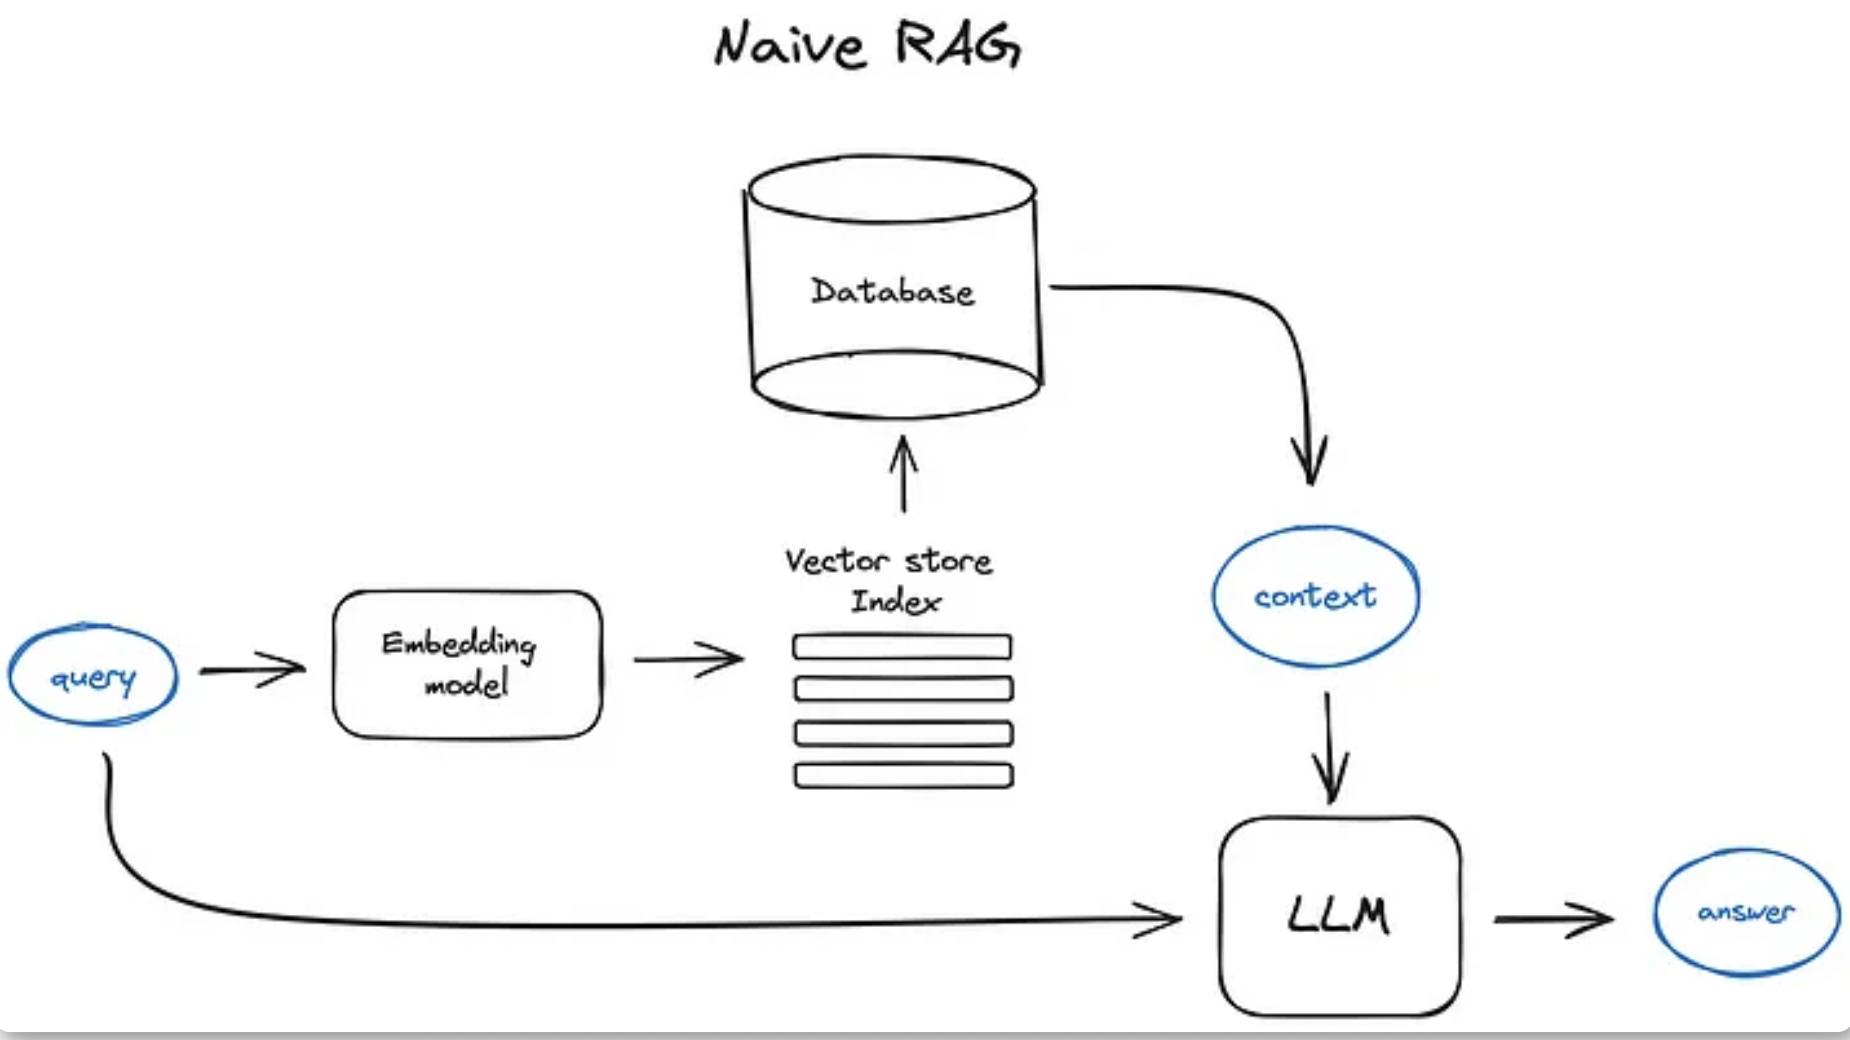 Naive RAG
Database
Vector store
Index
context
Embedding
model
query
LLM
answer